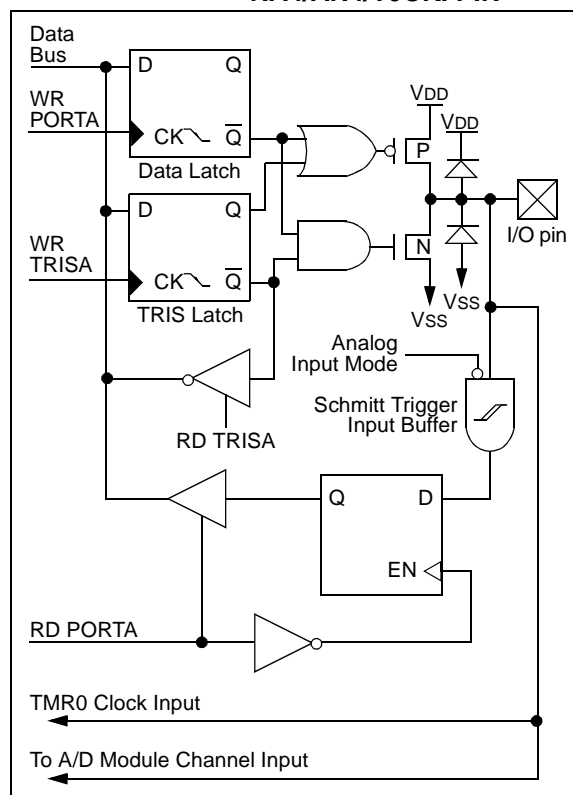 Data
Bus
D Q
VDD
WR
PORTA
CK Q
P
VDD
Data Latch
D Q
I/O pin
WR
TRISA
N
CK Q
VSS
VSS
TRIS Latch
Analog
Input Mode
Schmitt Trigger
Input Buffer
RD TRISA
Q D
EN
RD PORTA
TMR0 Clock Input
To A/D Module Channel Input